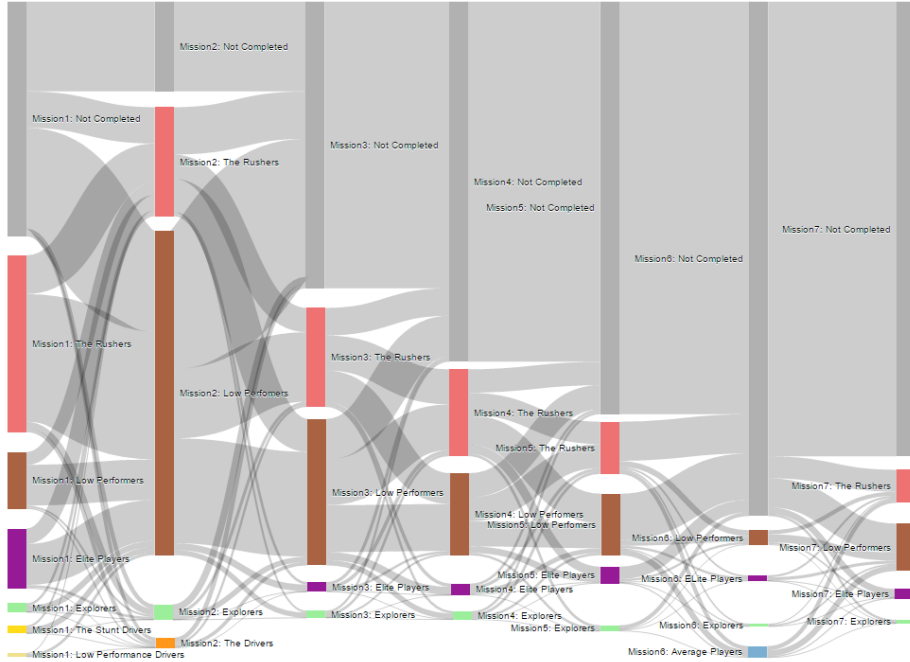 Mission1: Not Completed
Mission1: The Rushers
Mission1: Low Performers
Mission1: Elite Players
Mission1: Explorers
Mission1: The Stunt Drivers
Mission1: Low Performance Drivers
Mission2: Not Completed
Mission2: The Rushers
Mission2: Low Perfomers
Mission2: Explorers
Mission2: The Drivers
Mission3: Not Completed
Mission3: The Rushers
Mission3: Low Performers
Mission3: Elite Players
Mission3: Explorers
Mission4: Not Completed
Mission4: The Rushers
Mission4: Low Perfomers
Mission4: Elite Players
Mission4: Explorers
Mission5: Not Completed
Mission5: The Rushers
Mission5: Low Perfomers
Mission5: Elite Players
Mission5: Explorers
Mission6: Not Completed
Mission6: Low Performers
Mission6: ELite Players
Mission6: Explorers
Mission6: Average Players
Mission7: Not Completed
Mission7: The Rushers
Mission7: Low Performers
Mission7: Elite Players
Mission7: Explorers